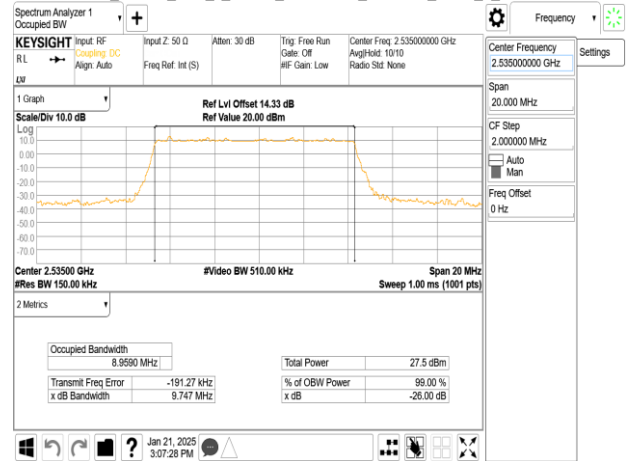 Spectrum Analyzer 1
Occupied BW
Frequency
KEYSIGHT
Input: RF
Coupling: DC
Align: Auto
Input Z: 50 Ω
Freq Ref: Int (S)
Atten: 30 dB
Trig: Free Run
Gate: Off
#IF Gain: Low
Center Freq: 2.535000000 GHz
Avg|Hold: 10/10
Radio Std: None
RL
LXI
Center Frequency
2.535000000 GHz
Settings
Span
20.000 MHz
CF Step
2.000000 MHz
Auto
Man
Freq Offset
0 Hz
1 Graph
Scale/Div 10.0 dB
Ref Lvl Offset 14.33 dB
Ref Value 20.00 dBm
Log
10.0
0.00
-10.0
-20.0
-30.0
-40.0
-50.0
-60.0
-70.0
Center 2.53500 GHz
#Video BW 510.00 kHz
Span 20 MHz
#Res BW 150.00 kHz
Sweep 1.00 ms (1001 pts)
2 Metrics
Occupied Bandwidth
8.9590 MHz
Total Power 27.5 dBm
Transmit Freq Error -191.27 kHz
% of OBW Power 99.00 %
x dB Bandwidth 9.747 MHz
x dB -26.00 dB
Jan 21, 2025
3:07:28 PM